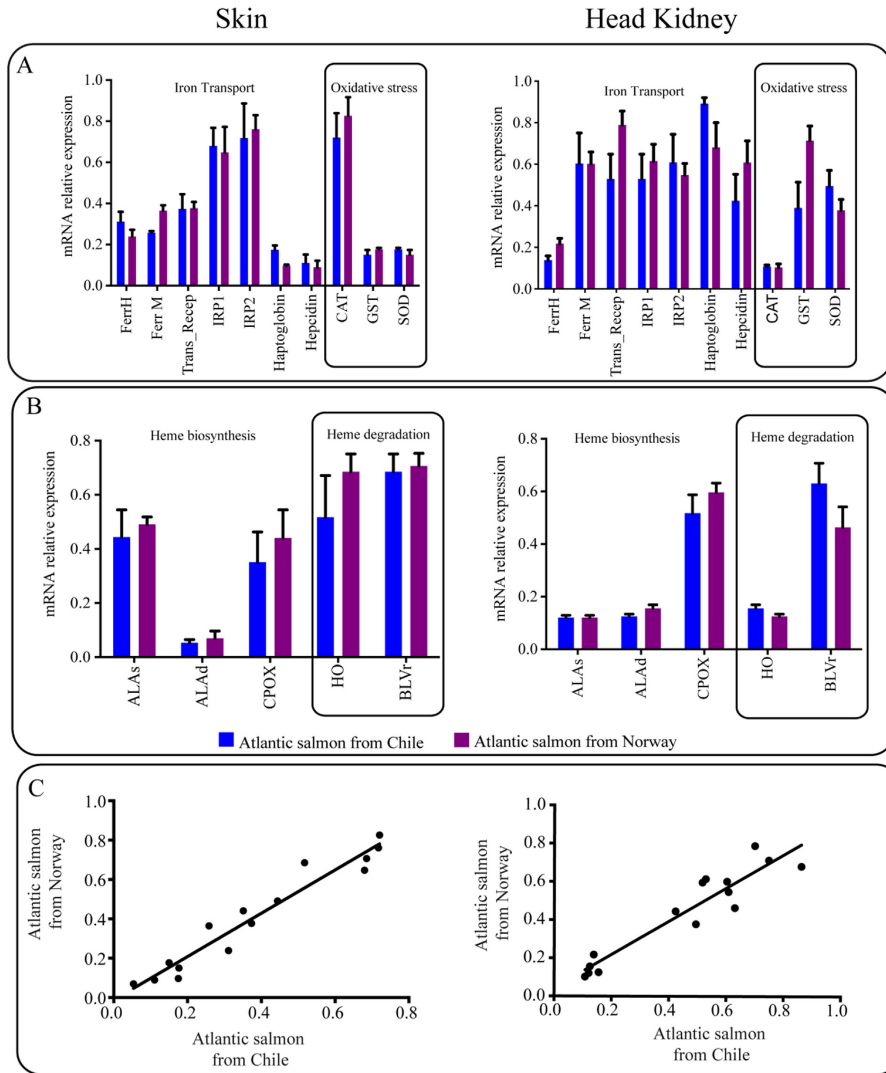 Skin
Head Kidney
A
mRNA relative expression
1.0
0.8
0.6
0.4
0.2
0.0
Iron Transport
Oxidative stress
FerrH
Ferr M
Trans_Recep
IRP1
IRP2
Haptoglobin
Hepcidin
CAT
GST
SOD
mRNA relative expression
1.0
0.8
0.6
0.4
0.2
0.0
Iron Transport
Oxidative stress
FerrH
Ferr M
Trans_Recep
IRP1
IRP2
Haptoglobin
Hepcidin
CAT
GST
SOD
B
mRNA relative expression
0.8
0.6
0.4
0.2
0.0
Heme biosynthesis
Heme degradation
ALAs
ALAd
CPOX
HO
BLVr
mRNA relative expression
0.8
0.6
0.4
0.2
0.0
Heme biosynthesis
Heme degradation
ALAs
ALAd
CPOX
HO
BLVr
Atlantic salmon from Chile
Atlantic salmon from Norway
C
Atlantic salmon
from Norway
1.0
0.8
0.6
0.4
0.2
0.0
0.0
0.2
0.4
0.6
0.8
Atlantic salmon
from Chile
Atlantic salmon
from Norway
1.0
0.8
0.6
0.4
0.2
0.0
0.0
0.2
0.4
0.6
0.8
1.0
Atlantic salmon
from Chile